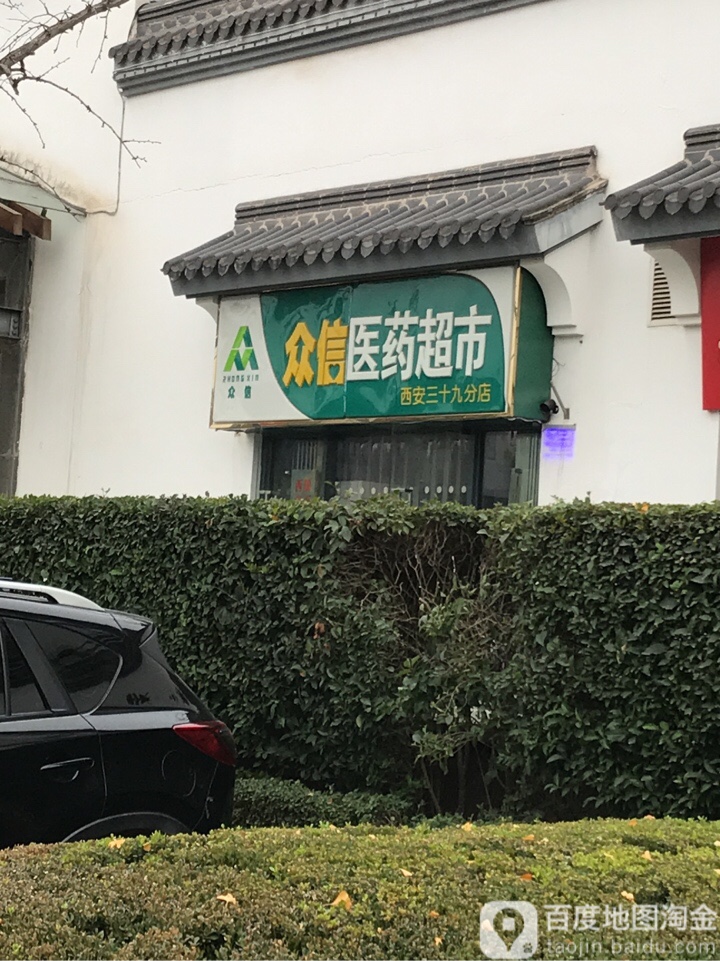 众信医药超市
众信
西安三十九分店
百度地图淘金
taojin.baidu.com